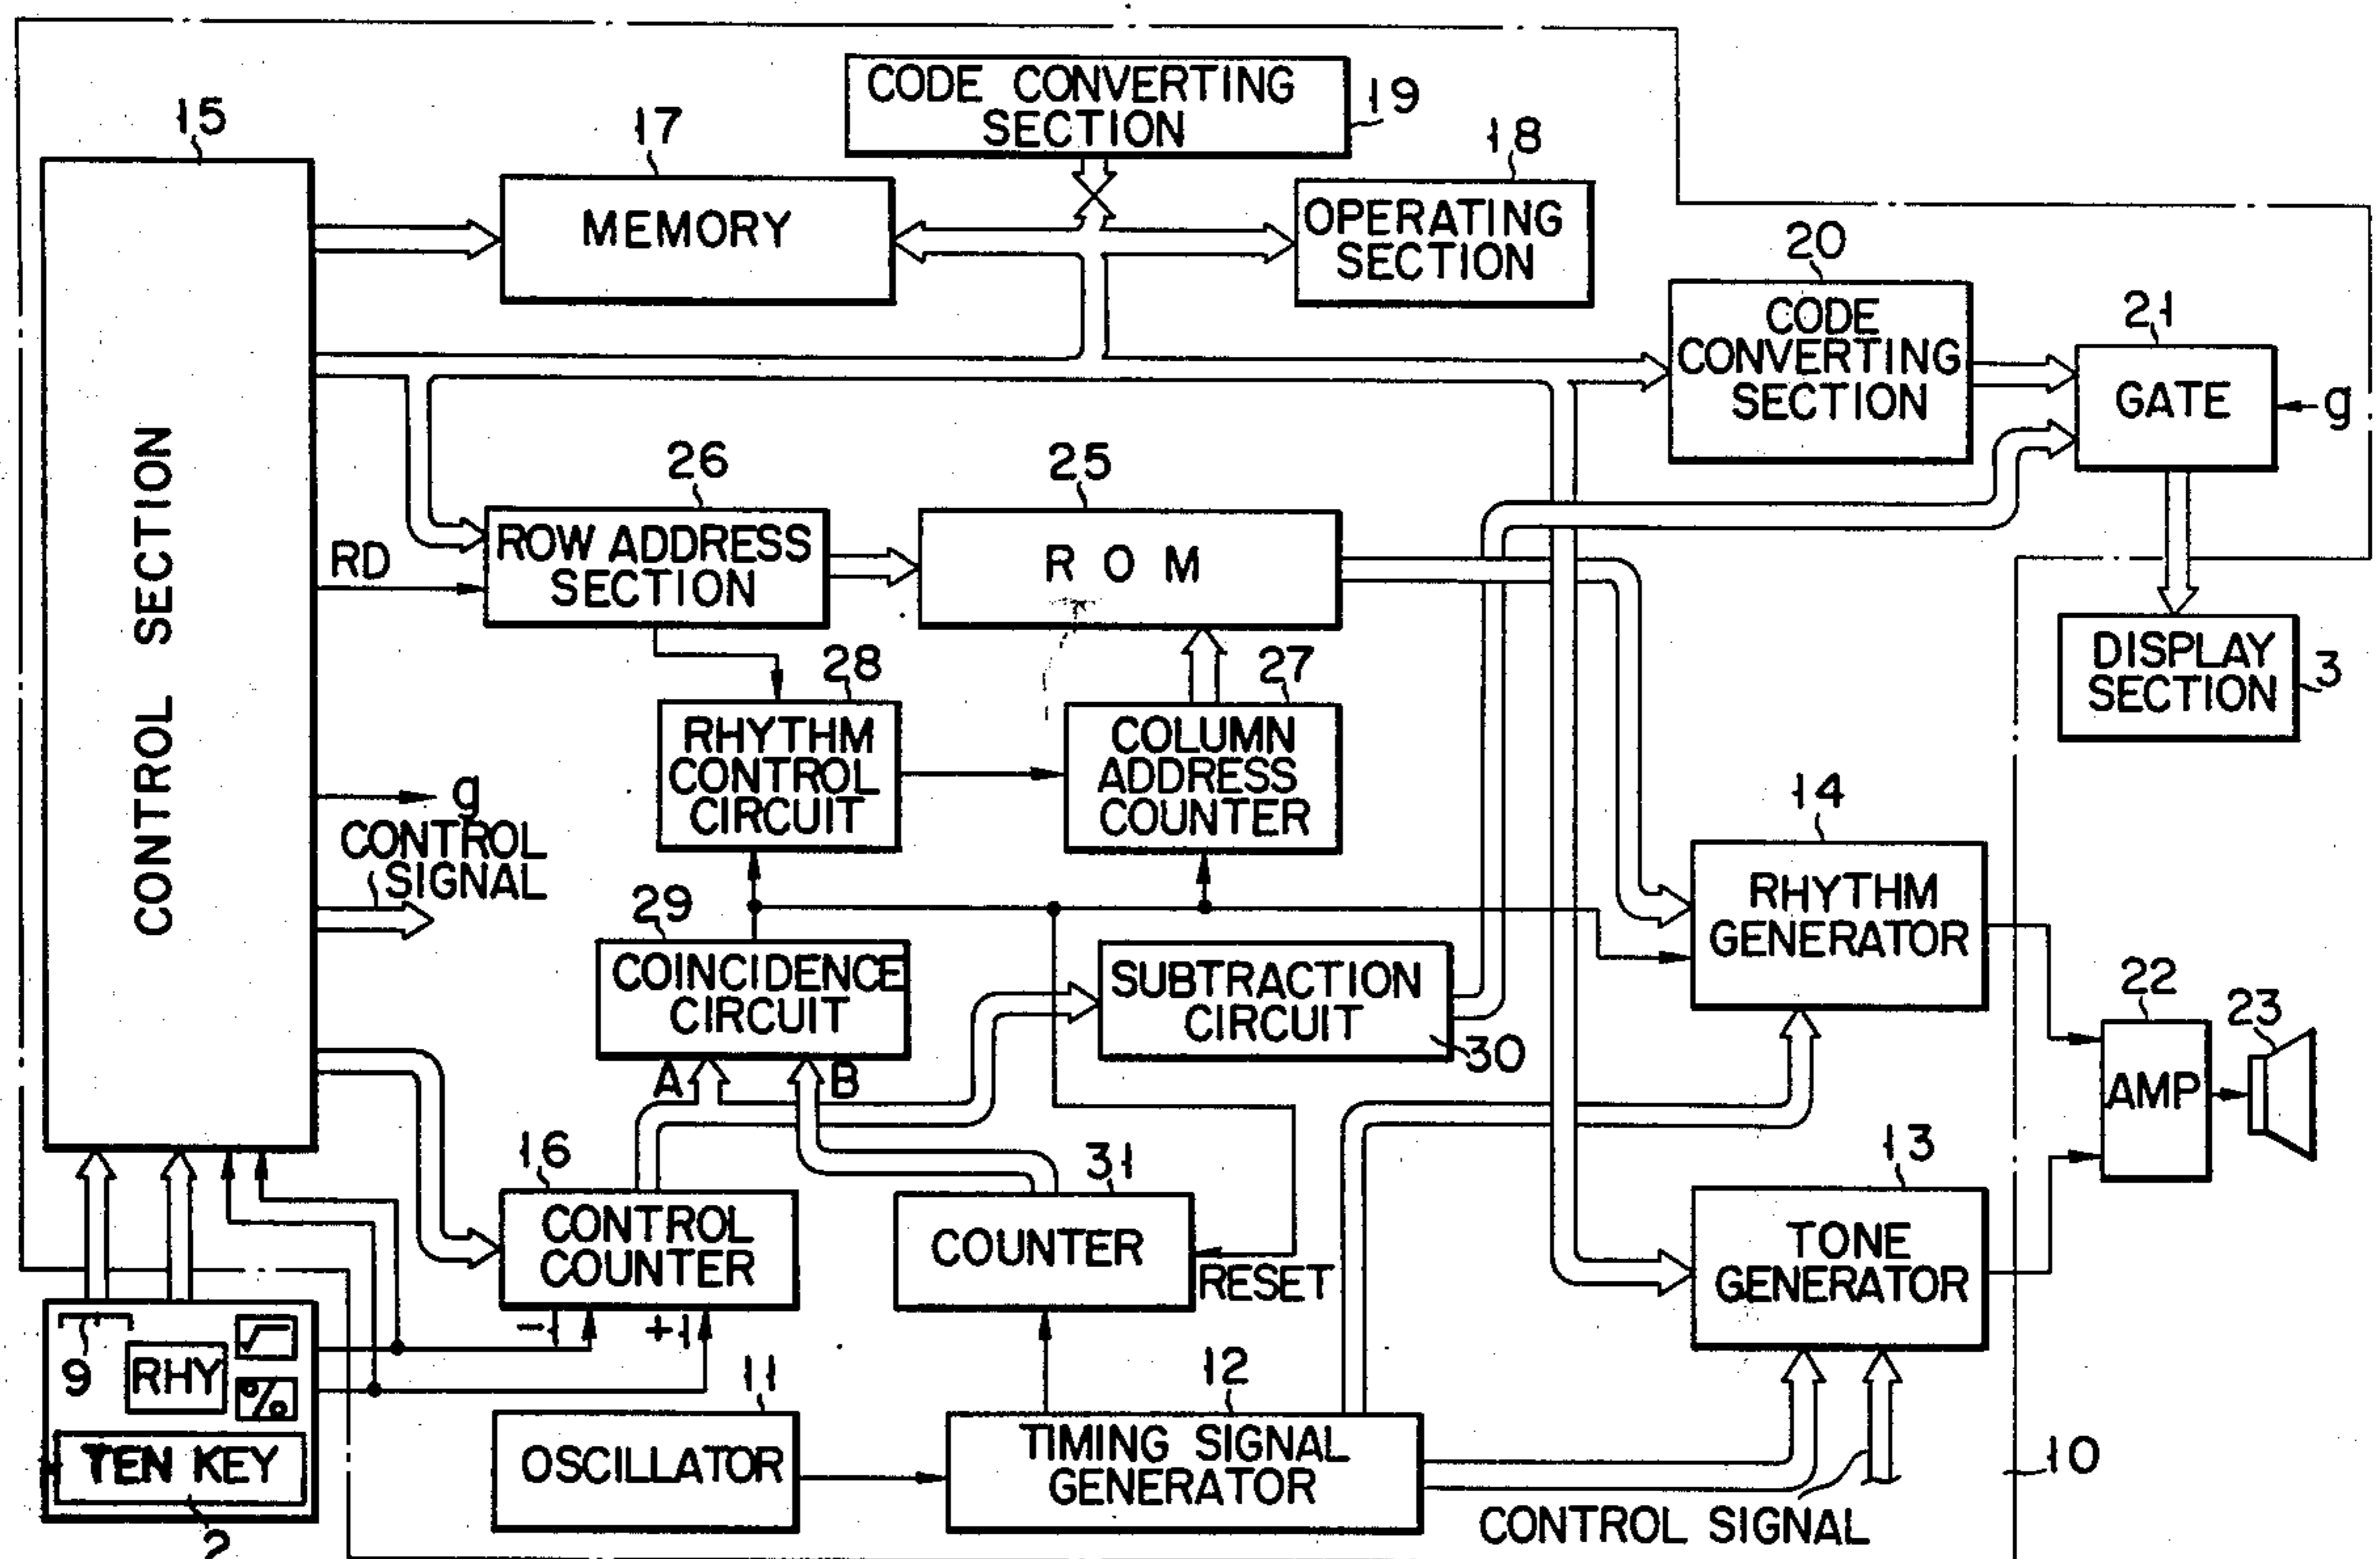 CODE CONVERTING
SECTION
19
15
17
18
MEMORY
OPERATING
SECTION
20
CODE
CONVERTING
SECTION
21
GATE
g
CONTROL SECTION
26
25
RD
ROW ADDRESS
SECTION
R O M
28
27
DISPLAY
SECTION
3
RHYTHM
CONTROL
CIRCUIT
COLUMN
ADDRESS
COUNTER
g
CONTROL
SIGNAL
14
RHYTHM
GENERATOR
29
COINCIDENCE
CIRCUIT
SUBTRACTION
CIRCUIT
30
22
23
A
B
AMP
16
31
13
CONTROL
COUNTER
COUNTER
RESET
TONE
GENERATOR
-1
+1
9
RHY
√
%
TEN KEY
2
11
12
OSCILLATOR
TIMING SIGNAL
GENERATOR
10
CONTROL SIGNAL